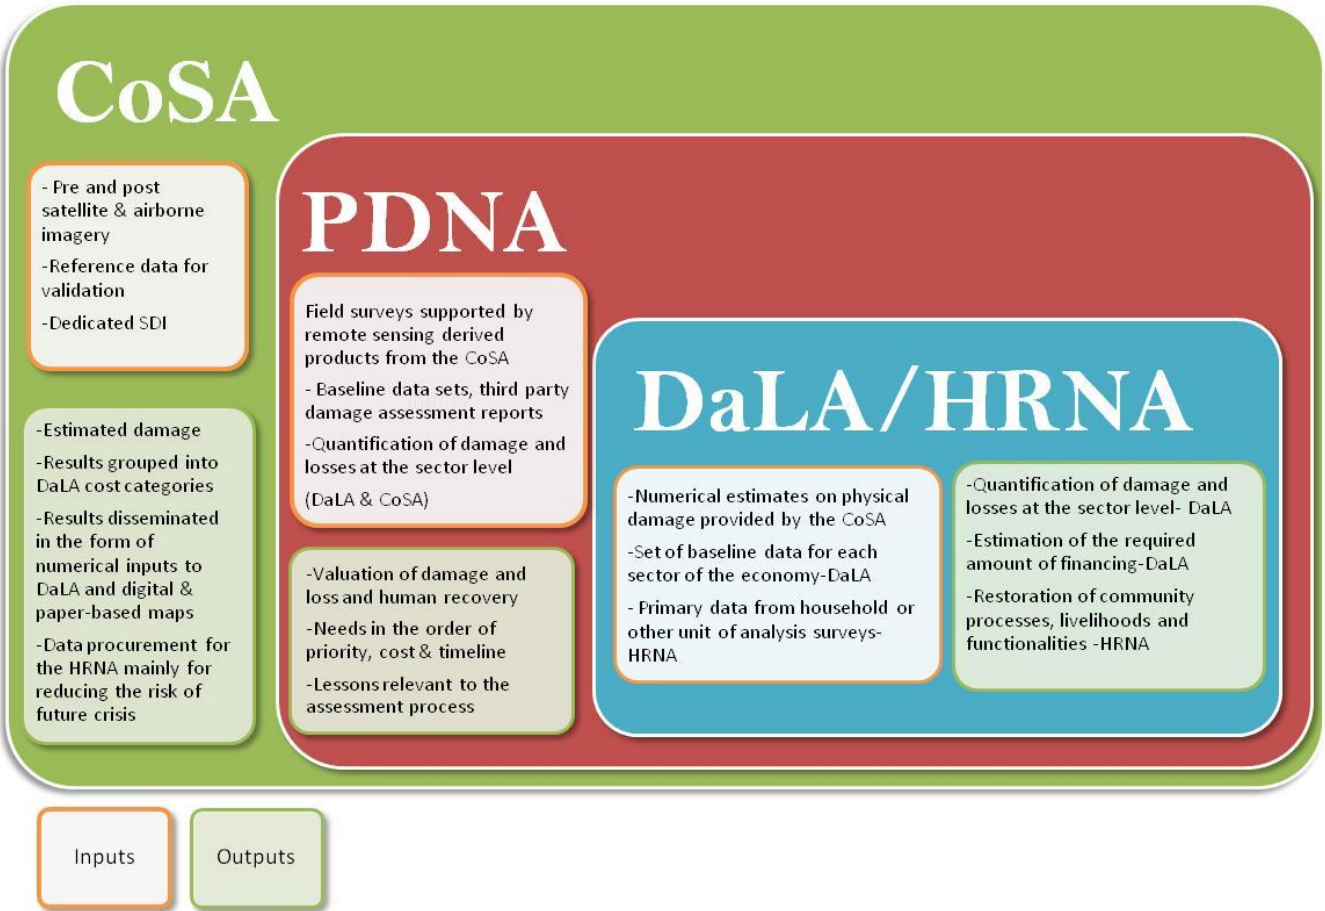 CoSA
- Pre and post
satellite & airborne
imagery
-Reference data for
validation
-Dedicated SDI
-Estimated damage
-Results grouped into
DaLA cost categories
-Results disseminated
in the form of
numerical inputs to
DaLA and digital &
paper-based maps
-Data procurement for
the HRNA mainly for
reducing the risk of
future crisis
PDNA
Field surveys supported by
remote sensing derived
products from the CoSA
- Baseline data sets, third party
damage assessment reports
-Quantification of damage and
losses at the sector level
(DaLA & CoSA)
-Valuation of damage and
loss and human recovery
-Needs in the order of
priority, cost & timeline
-Lessons relevant to the
assessment process
DaLA/HRNA
-Numerical estimates on physical
damage provided by the CoSA
-Set of baseline data for each
sector of the economy-DaLA
- Primary data from household or
other unit of analysis surveys-
HRNA
-Quantification of damage and
losses at the sector level- DaLA
-Estimation of the required
amount of financing-DaLA
-Restoration of community
processes, livelihoods and
functionalities -HRNA
Inputs
Outputs